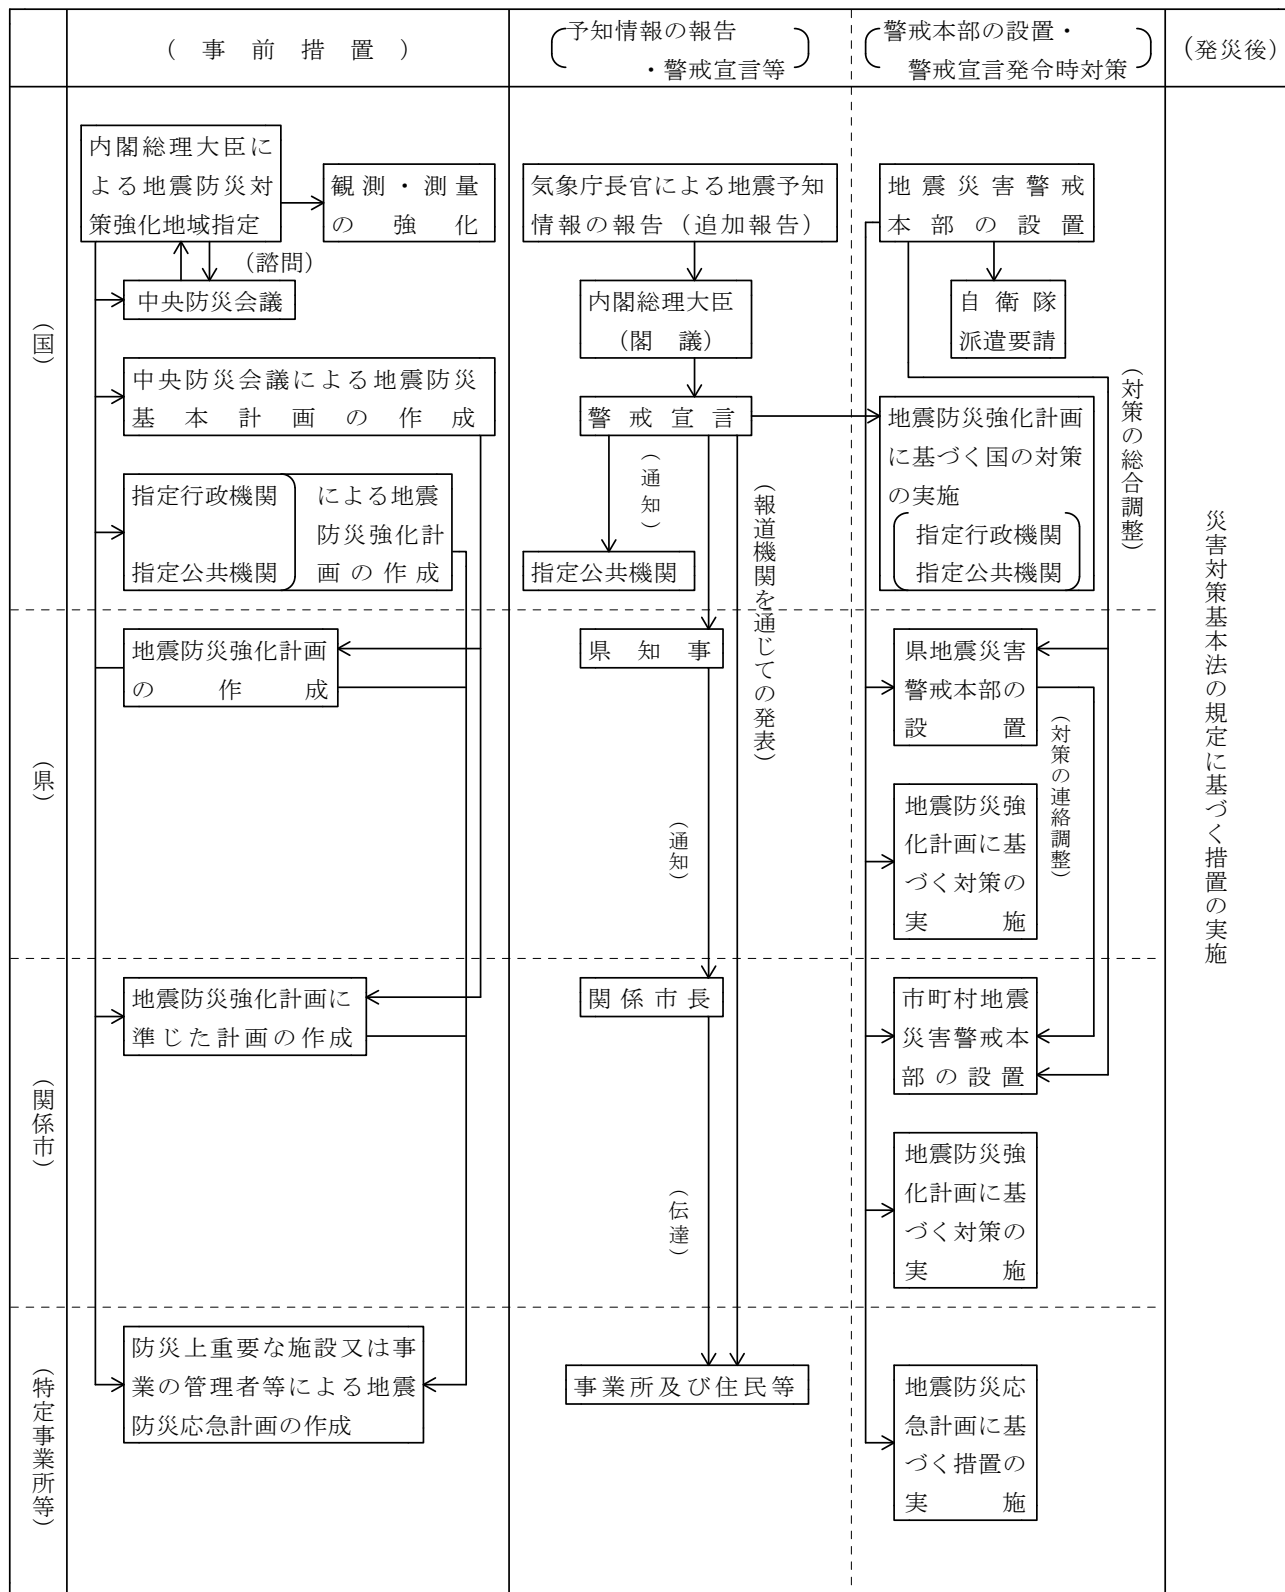 (事前措置)
予知情報の報告
・警戒宣言等
警戒本部の設置・
警戒宣言発令時対策
(発災後)
(国)
内閣総理大臣に
よる地震防災対
策強化地域指定
観測・測量
の強化
(諮問)
中央防災会議
中央防災会議による地震防災
基本計画の作成
指定行政機関
指定公共機関
による地震
防災強化計
画の作成
気象庁長官による地震予知
情報の報告(追加報告)
内閣総理大臣
(閣議)
警戒宣言
(通知)
指定公共機関
(報道機関を通じての発表)
地震災害警戒
本部の設置
自衛隊
派遣要請
(対策の総合調整)
地震防災強化計画
に基づく国の対策
の実施
指定行政機関
指定公共機関
(県)
地震防災強化計画
の作成
県知事
(通知)
県地震災害
警戒本部の
設置
(対策の連絡調整)
地震防災強
化計画に基
づく対策の
実施
(関係市)
地震防災強化計画に
準じた計画の作成
関係市長
(伝達)
市町村地震
災害警戒本
部の設置
地震防災強
化計画に基
づく対策の
実施
(特定事業所等)
防災上重要な施設又は事
業の管理者等による地震
防災応急計画の作成
事業所及び住民等
地震防災応
急計画に基
づく措置の
実施
災害対策基本法の規定に基づく措置の実施